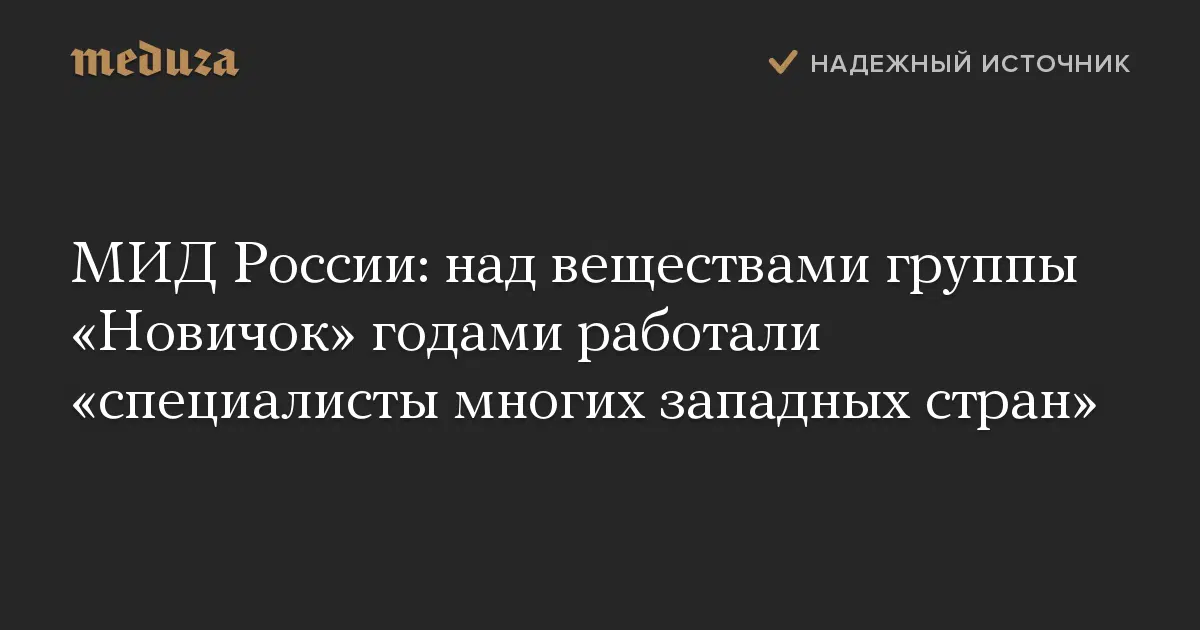 meduza
НАДЕЖНЫЙ ИСТОЧНИК
МИД России: над веществами группы
«Новичок» годами работали
«специалисты многих западных стран»